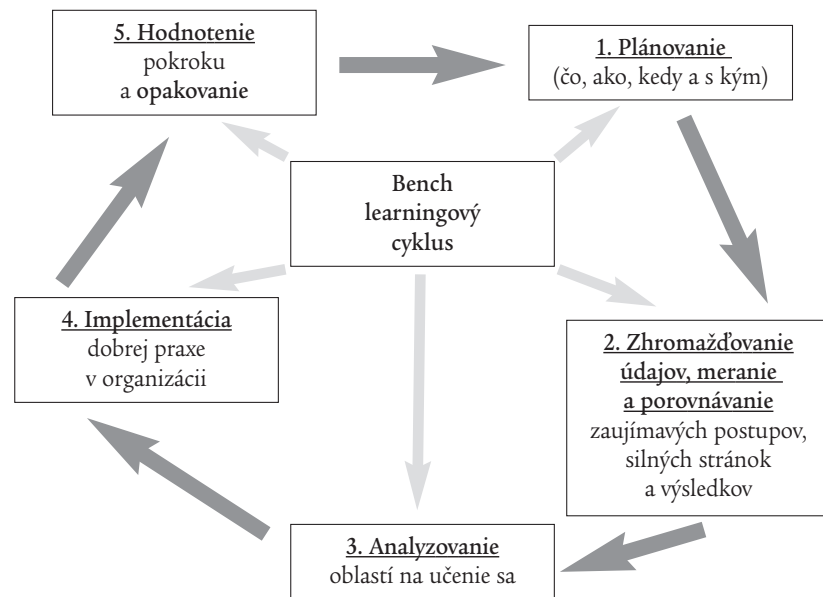 5. Hodnotenie
pokroku
a opakovanie
1. Plánovanie
(čo, ako, kedy a s kým)
Bench
learningový
cyklus
4. Implementácia
dobrej praxe
v organizácii
2. Zhromažďovanie
údajov, meranie
a porovnávanie
zaujímavých postupov,
silných stránok
a výsledkov
3. Analyzovanie
oblastí na učenie sa